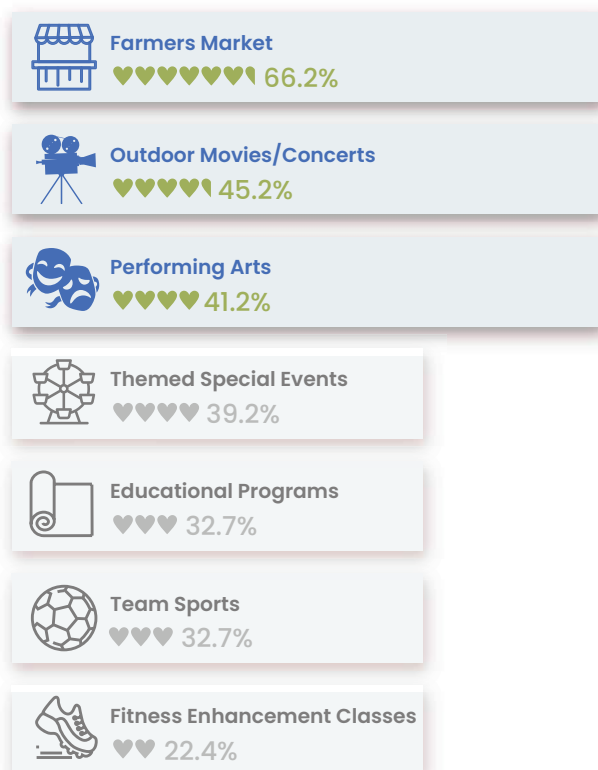 Farmers Market
66.2%
Outdoor Movies/Concerts
45.2%
Performing Arts
41.2%
Themed Special Events
39.2%
Educational Programs
32.7%
Team Sports
32.7%
Fitness Enhancement Classes
22.4%